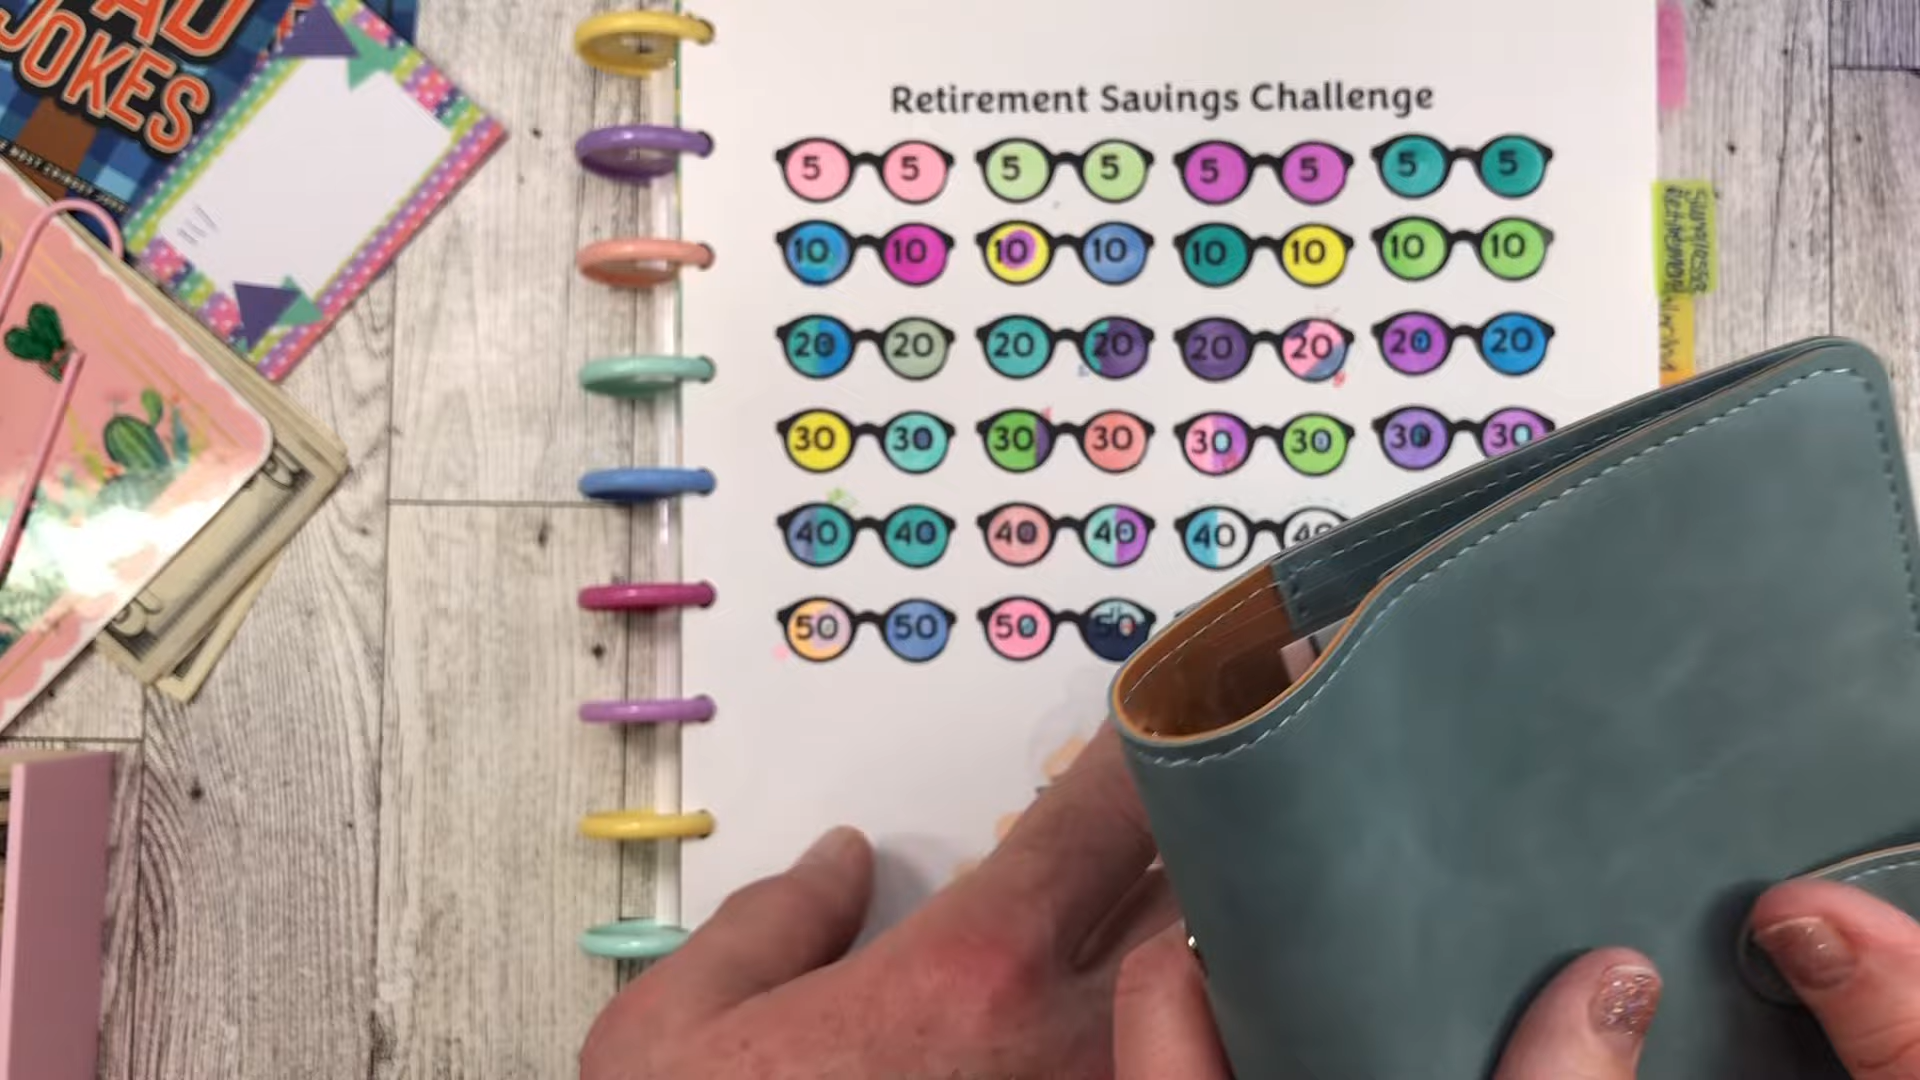 AD
JOKES
Retirement Savings Challenge
5 5 5 5 5 5 5 5
10 10 10 10 10 10 10 10
20 20 20 20 20 20 20 20
30 30 30 30 30 30 30 30
40 40 40 40 40 40
50 50 50 50